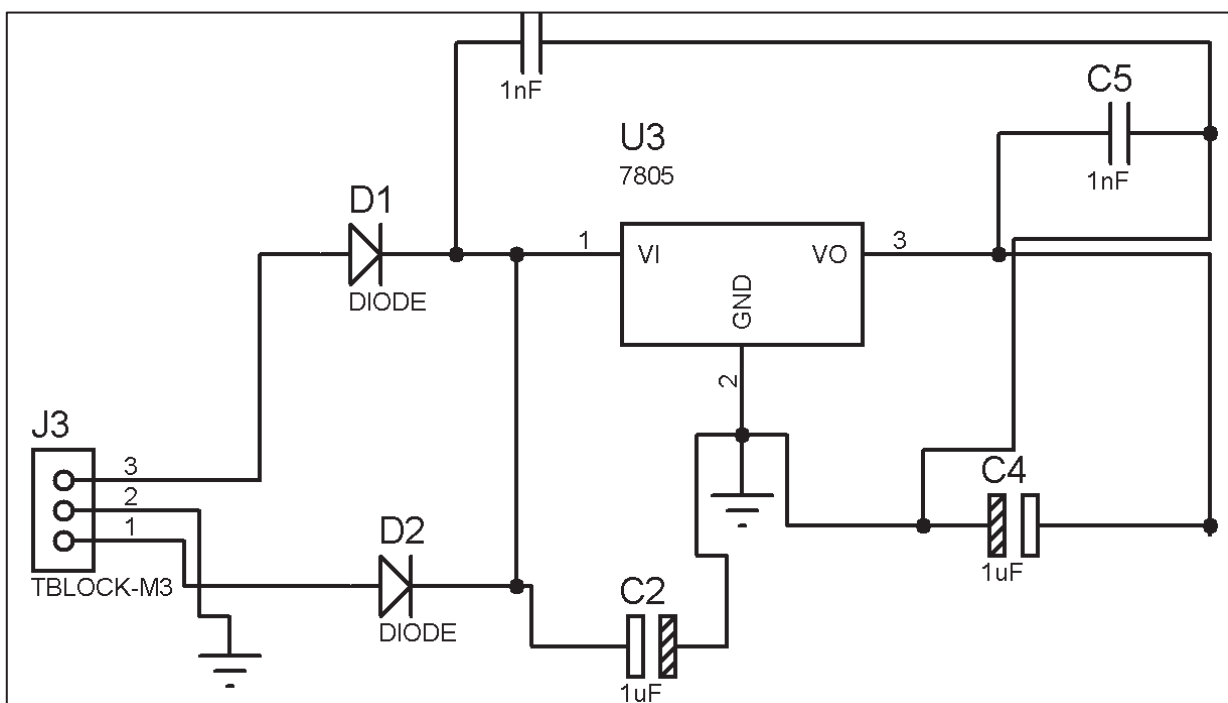 1nF
C5
1nF
U3
7805
D1
DIODE
1
VI
VO
3
GND
2
J3
3
2
1
TBLOCK-M3
D2
DIODE
C2
1uF
C4
1uF